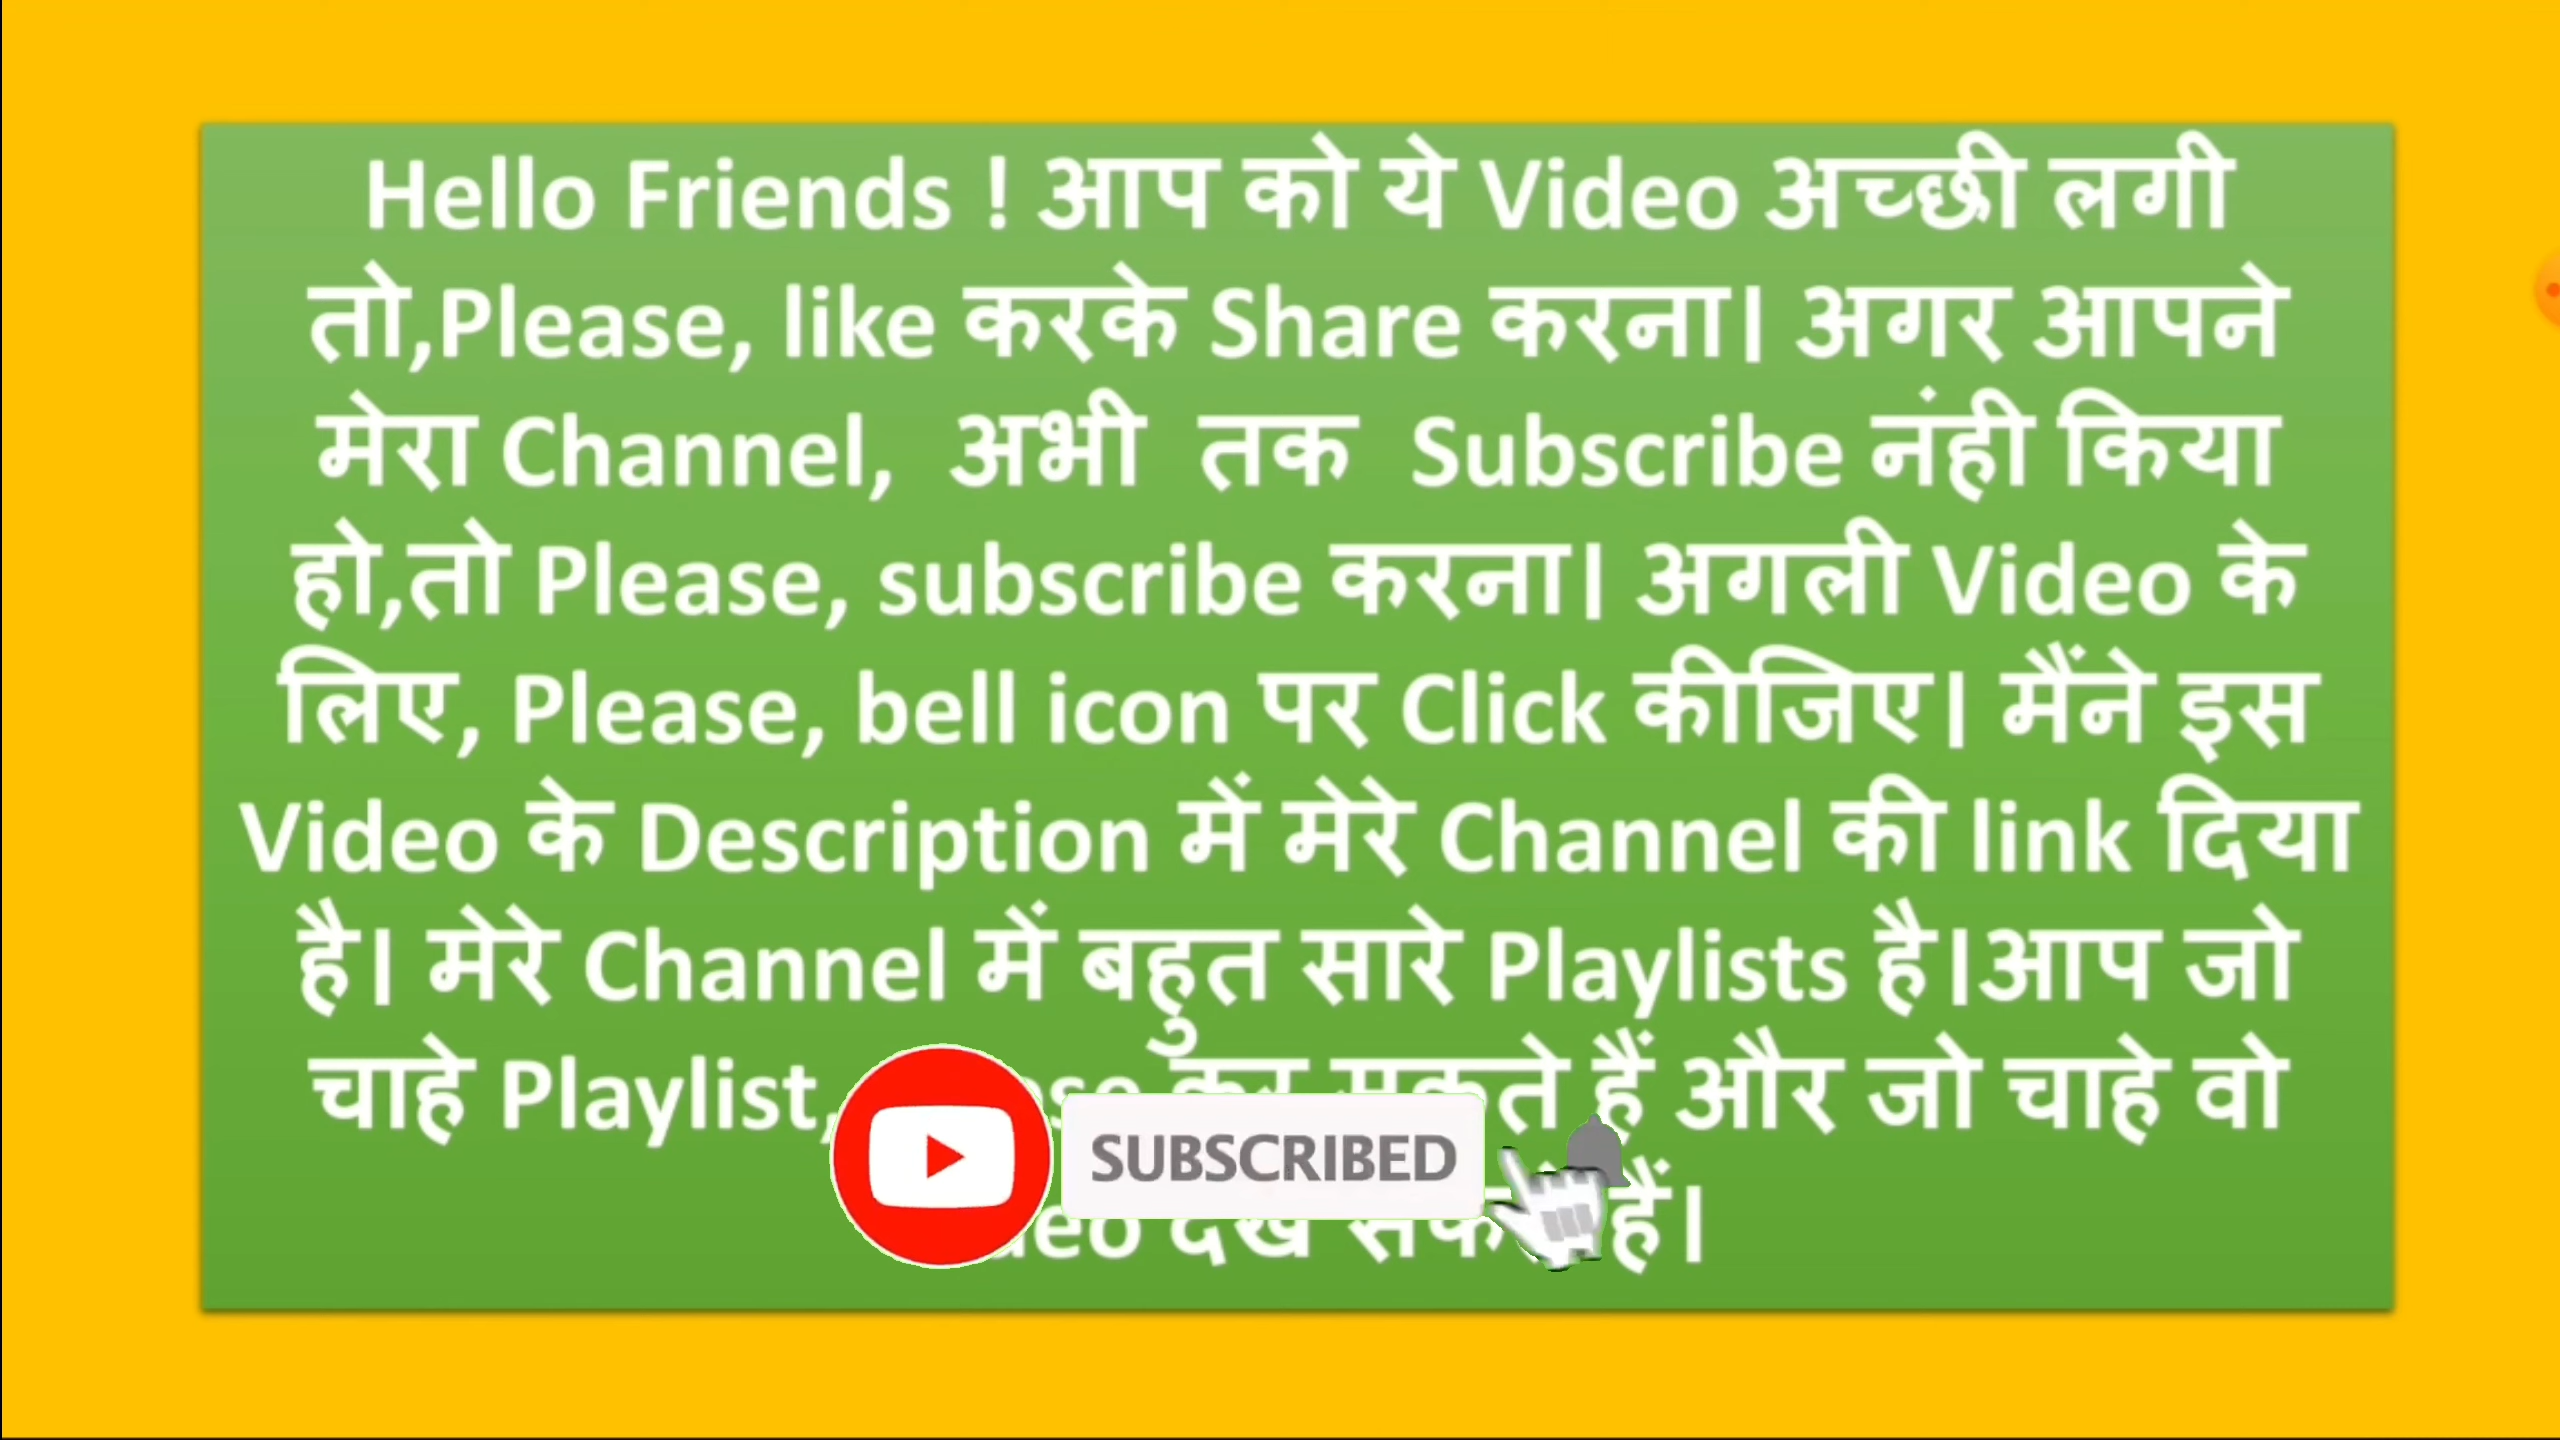 Hello Friends ! आप को ये Video अच्छी लगी
तो,Please, like करके Share करना। अगर आपने
मेरा Channel, अभी तक Subscribe नंही किया
हो,तो Please, subscribe करना। अगली Video के
लिए, Please, bell icon पर Click कीजिए। मैंने इस
Video के Description में मेरे Channel की link दिया
है। मेरे Channel में बहुत सारे Playlists है।आप जो
चाहे Playlist, कर सकते हैं और जो चाहे वो
SUBSCRIBED
देख हैं।